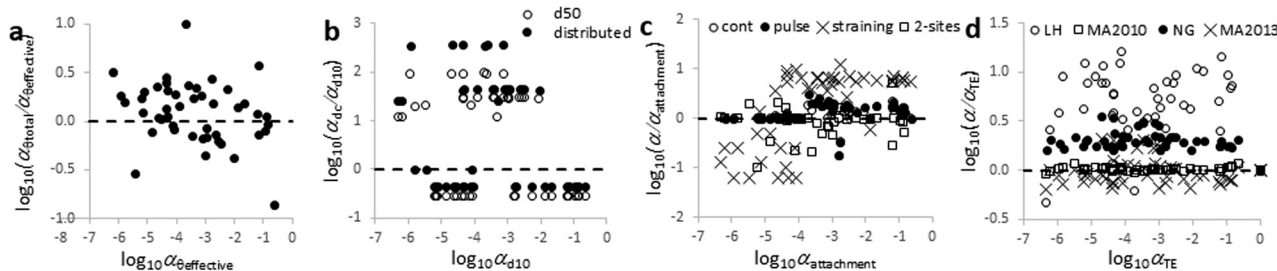 a
log10(αθtotal/αθeffective)
1.0
0.5
0.0
-0.5
-1.0
-7 -6 -5 -4 -3 -2 -1 0
log10αθeffective
b
○ d50
● distributed
log10(αdc/αd10)
3
2
1
0
-1
-7 -6 -5 -4 -3 -2 -1 0
log10αd10
c
○ cont ● pulse × straining □ 2-sites
log10(α/αattachment)
2
1
0
-1
-2
-8 -7 -6 -5 -4 -3 -2 -1 0
log10αattachment
d
○ LH □ MA2010 ● NG × MA2013
log10(α/αTE)
1.5
1.0
0.5
0.0
0.5
-7 -6 -5 -4 -3 -2 -1 0
log10αTE